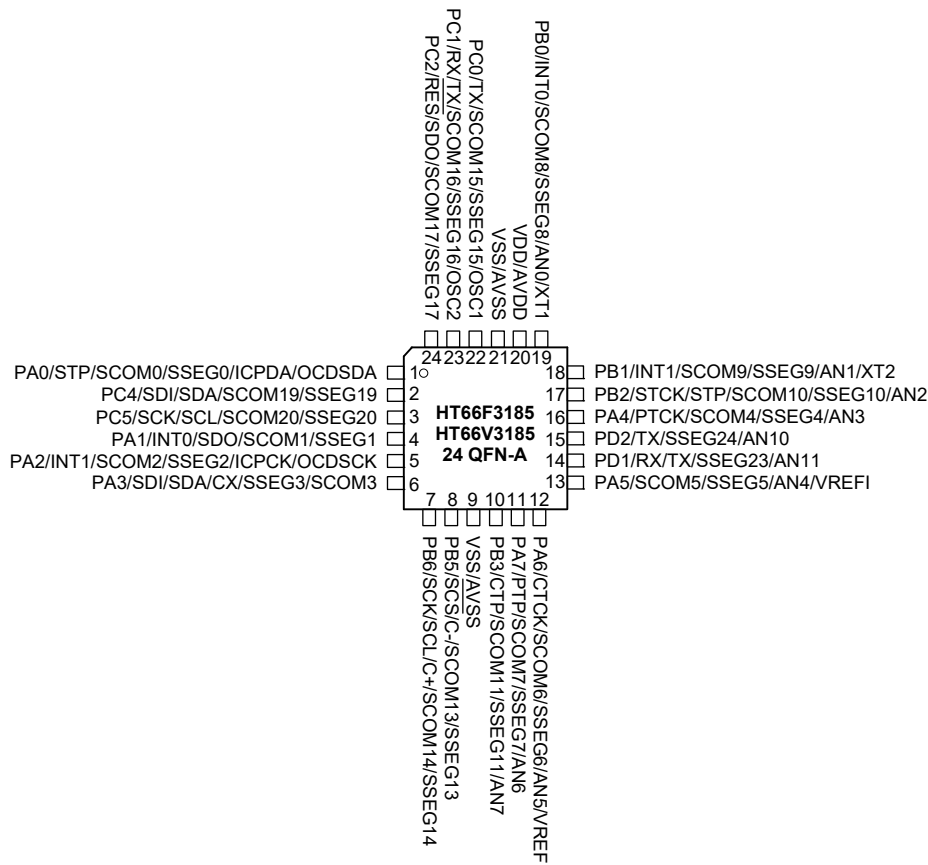 PC2/RES/SDO/SCOM17/SSEG17
PC1/RX/TX/SCOM16/SSEG16/OSC2
PC0/TX/SCOM15/SSEG15/OSC1
VSS/AVSS
VDD/AVDD
PB0/INT0/SCOM8/SSEG8/AN0/XT1
24 23 22 21 20 19
PA0/STP/SCOM0/SSEG0/ICPDA/OCDSDA 1
PC4/SDI/SDA/SCOM19/SSEG19 2
PC5/SCK/SCL/SCOM20/SSEG20 3
PA1/INT0/SDO/SCOM1/SSEG1 4
PA2/INT1/SCOM2/SSEG2/ICPCK/OCDSCK 5
PA3/SDI/SDA/CX/SSEG3/SCOM3 6
HT66F3185
HT66V3185
24 QFN-A
18 PB1/INT1/SCOM9/SSEG9/AN1/XT2
17 PB2/STCK/STP/SCOM10/SSEG10/AN2
16 PA4/PTCK/SCOM4/SSEG4/AN3
15 PD2/TX/SSEG24/AN10
14 PD1/RX/TX/SSEG23/AN11
13 PA5/SCOM5/SSEG5/AN4/VREFI
7 8 9 10 11 12
PB6/SCK/SCL/C+/SCOM14/SSEG14
PB5/SCS/C-/SCOM13/SSEG13
VSS/AVSS
PB3/CTP/SCOM11/SSEG11/AN7
PA7/PTP/SCOM7/SSEG7/AN6
PA6/CTCK/SCOM6/SSEG6/AN5/VREF